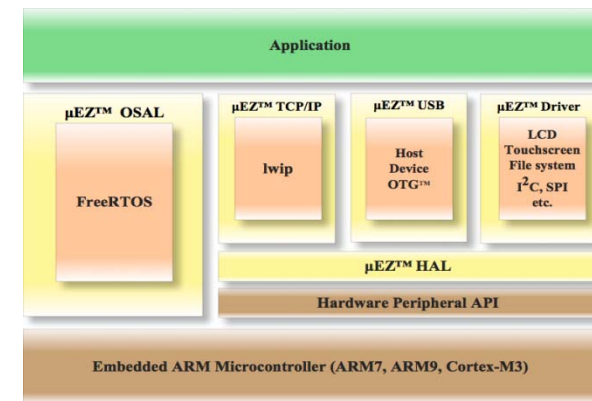 Application
µEZ™ OSAL
FreeRTOS
µEZ™ TCP/IP
lwip
µEZ™ USB
Host
Device
OTG™
µEZ™ Driver
LCD
Touchscreen
File system
I²C, SPI
etc.
µEZ™ HAL
Hardware Peripheral API
Embedded ARM Microcontroller (ARM7, ARM9, Cortex-M3)